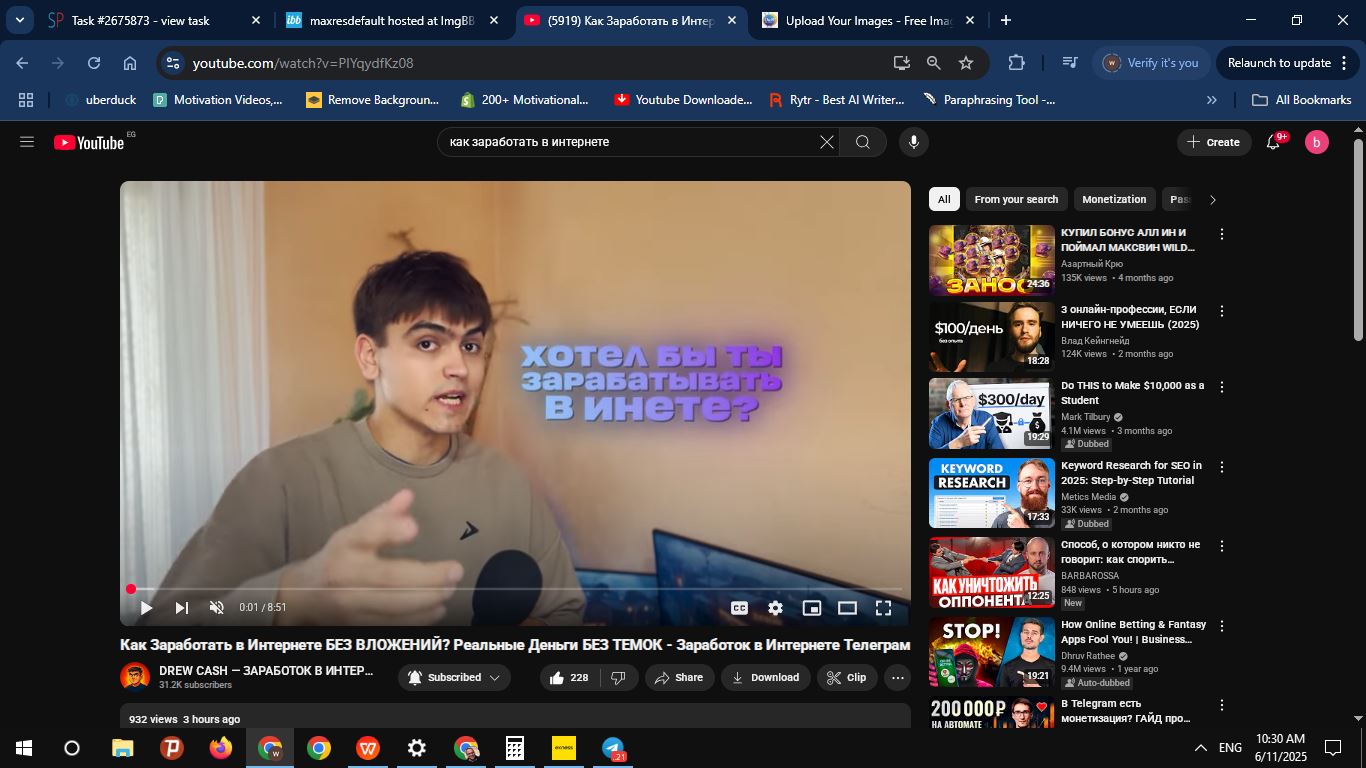 Task #2675873 - view task
maxresdefault hosted at ImgBB
(5919) Как Заработать в Интер
Upload Your Images - Free Imag
youtube.com/watch?v=PIYqydfKz08
Verify it's you
Relaunch to update
uberduck
Motivation Videos,...
Remove Backgroun...
200+ Motivational...
Youtube Downloade...
Rytr - Best AI Writer...
Paraphrasing Tool -...
All Bookmarks
YouTube EG
как заработать в интернете
Create
9+
b
ХОТЕЛ БЫ ТЫ
ЗАРАБАТЫВАТЬ
В ИНЕТЕ?
0:01 / 8:51
CC
Как Заработать в Интернете БЕЗ ВЛОЖЕНИЙ? Реальные Деньги БЕЗ ТЕМОК - Заработок в Интернете Телеграм
DREW CASH — ЗАРАБОТОК В ИНТЕР...
31.2K subscribers
Subscribed
228
Share
Download
Clip
932 views 3 hours ago
All
From your search
Monetization
Pas
КУПИЛ БОНУС АЛЛ ИН И
ПОЙМАЛ МАКСВИН WILD...
Азартный Крю
135K views • 4 months ago
24:36
3 онлайн-профессии, ЕСЛИ
НИЧЕГО НЕ УМЕЕШЬ (2025)
Влад Кейнгнейд
124K views • 2 months ago
$100/день
без опыта
18:28
Do THIS to Make $10,000 as a
Student
Mark Tilbury
4.1M views • 3 months ago
Dubbed
$300/day
19:29
Keyword Research for SEO in
2025: Step-by-Step Tutorial
Metics Media
33K views • 2 months ago
Dubbed
KEYWORD
RESEARCH
17:33
Способ, о котором никто не
говорит: как спорить...
BARBAROSSA
848 views • 5 hours ago
New
КАК УНИЧТОЖИТЬ
ОППОНЕНТА
12:25
How Online Betting & Fantasy
Apps Fool You! | Business...
Dhruv Rathee
9.4M views • 1 year ago
Auto-dubbed
STOP!
19:21
В Telegram есть
монетизация? ГАЙД про...
200 000 ₽
НА АВТОМАТЕ
ENG
10:30 AM
6/11/2025